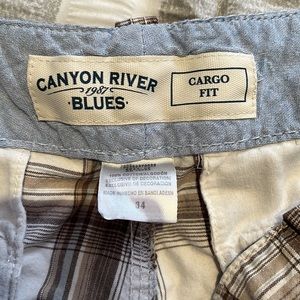 CANYON RIVER
1987
BLUES
CARGO
FIT
100% COTTON/ALGODON
EXCLUSIVE OF DECORATION/
EXCLUSIVE DE DECORACION
MADE IN/HECHO EN BANGLADESH
34